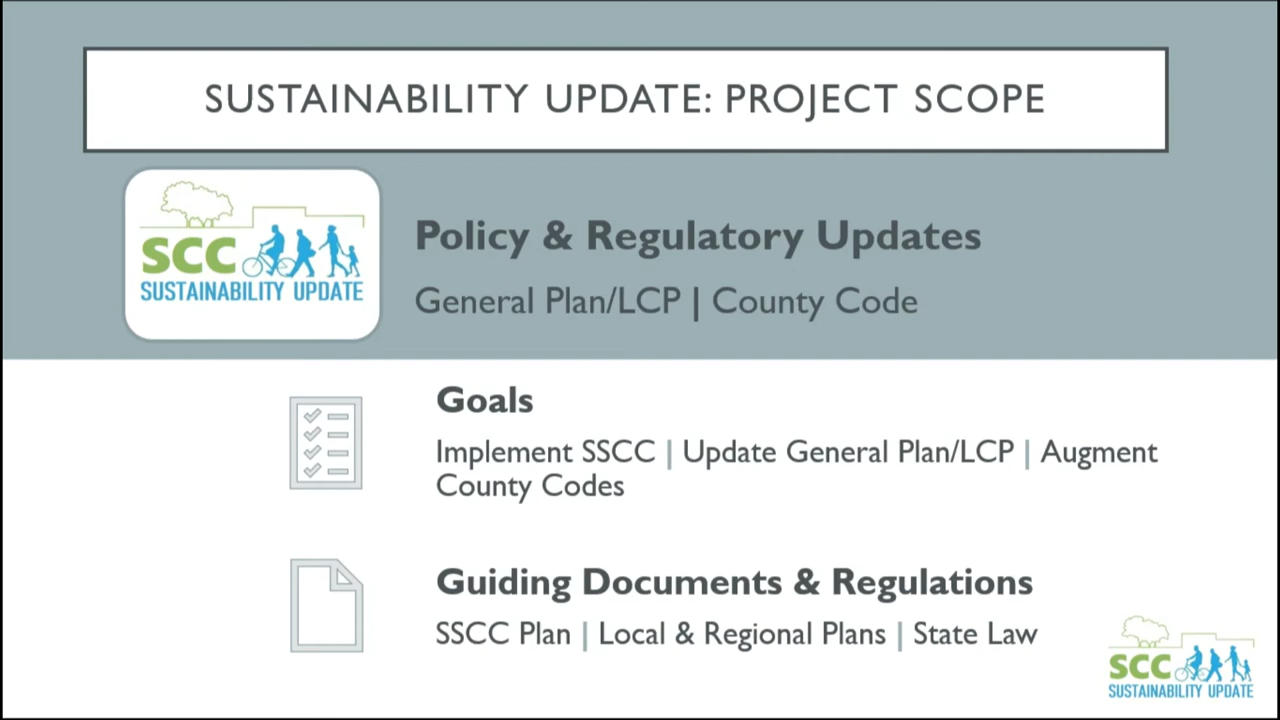 SUSTAINABILITY UPDATE: PROJECT SCOPE
SCC
SUSTAINABILITY UPDATE
Policy & Regulatory Updates
General Plan/LCP | County Code
Goals
Implement SSCC | Update General Plan/LCP | Augment
County Codes
Guiding Documents & Regulations
SSCC Plan | Local & Regional Plans | State Law
SCC
SUSTAINABILITY UPDATE